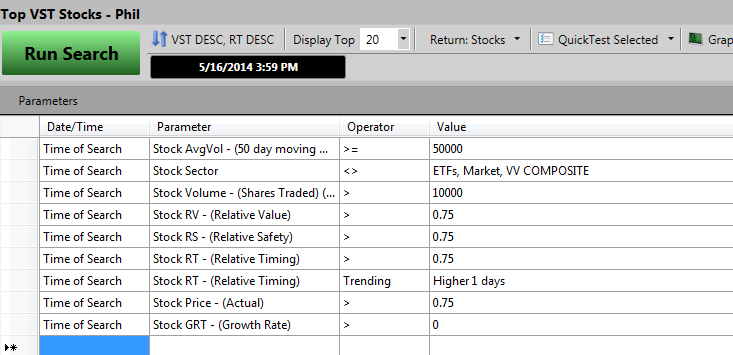 Top VST Stocks - Phil
Run Search VST DESC, RT DESC Display Top 20 Return: Stocks QuickTest Selected Grap
5/16/2014 3:59 PM
Parameters
Date/Time Parameter Operator Value
Time of Search Stock AvgVol - (50 day moving ... >= 50000
Time of Search Stock Sector <> ETFs, Market, VV COMPOSITE
Time of Search Stock Volume - (Shares Traded) (... > 10000
Time of Search Stock RV - (Relative Value) > 0.75
Time of Search Stock RS - (Relative Safety) > 0.75
Time of Search Stock RT - (Relative Timing) > 0.75
Time of Search Stock RT - (Relative Timing) Trending Higher 1 days
Time of Search Stock Price - (Actual) > 0.75
Time of Search Stock GRT - (Growth Rate) > 0